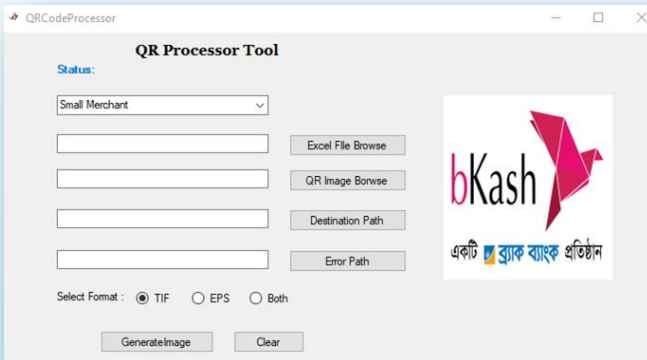 QRCodeProcessor
QR Processor Tool
Status:
Small Merchant
Excel FIle Browse
QR Image Borwse
Destination Path
Error Path
Select Format : TIF EPS Both
GenerateImage Clear
bKash
একটি ব্র্যাক ব্যাংক প্রতিষ্ঠান